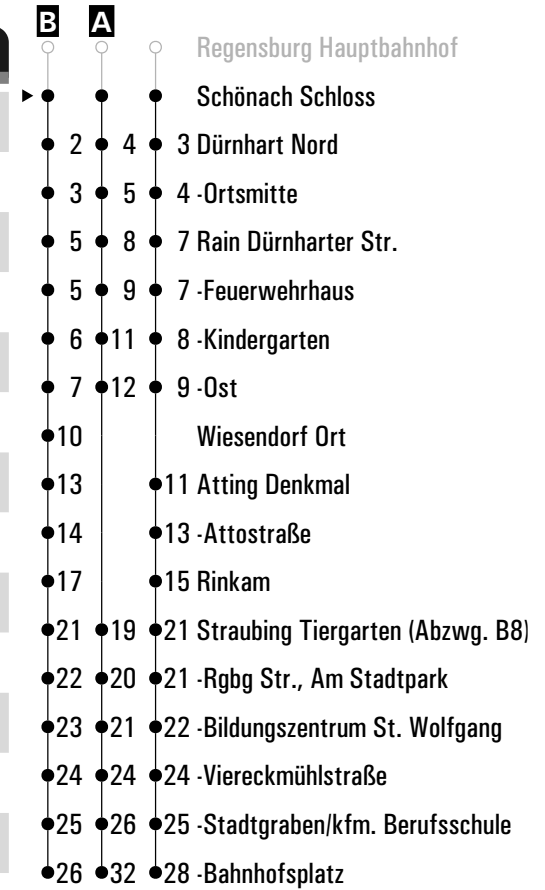 B A
Regensburg Hauptbahnhof
Schönach Schloss
2 4 3 Dürnhart Nord
3 5 4 -Ortsmitte
5 8 7 Rain Dürnharter Str.
5 9 7 -Feuerwehrhaus
6 11 8 -Kindergarten
7 12 9 -Ost
10 Wiesendorf Ort
13 11 Atting Denkmal
14 13 -Attostraße
17 15 Rinkam
21 19 21 Straubing Tiergarten (Abzwg. B8)
22 20 21 -Rgbg Str., Am Stadtpark
23 21 22 -Bildungszentrum St. Wolfgang
24 24 24 -Viereckmühlstraße
25 26 25 -Stadtgraben/kfm. Berufsschule
26 32 28 -Bahnhofsplatz